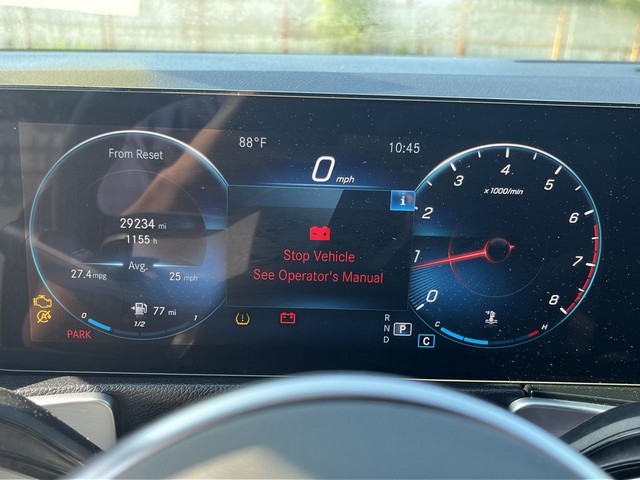 88°F
10:45
From Reset
29234 mi
1155 h
Avg.
27.4 mpg
25 mph
77 mi
0
1/2
1
PARK
0 mph
i
Stop Vehicle
See Operator's Manual
R
N
D
P
C
0
1
2
3
4
5
6
7
8
x1000/min
C
H